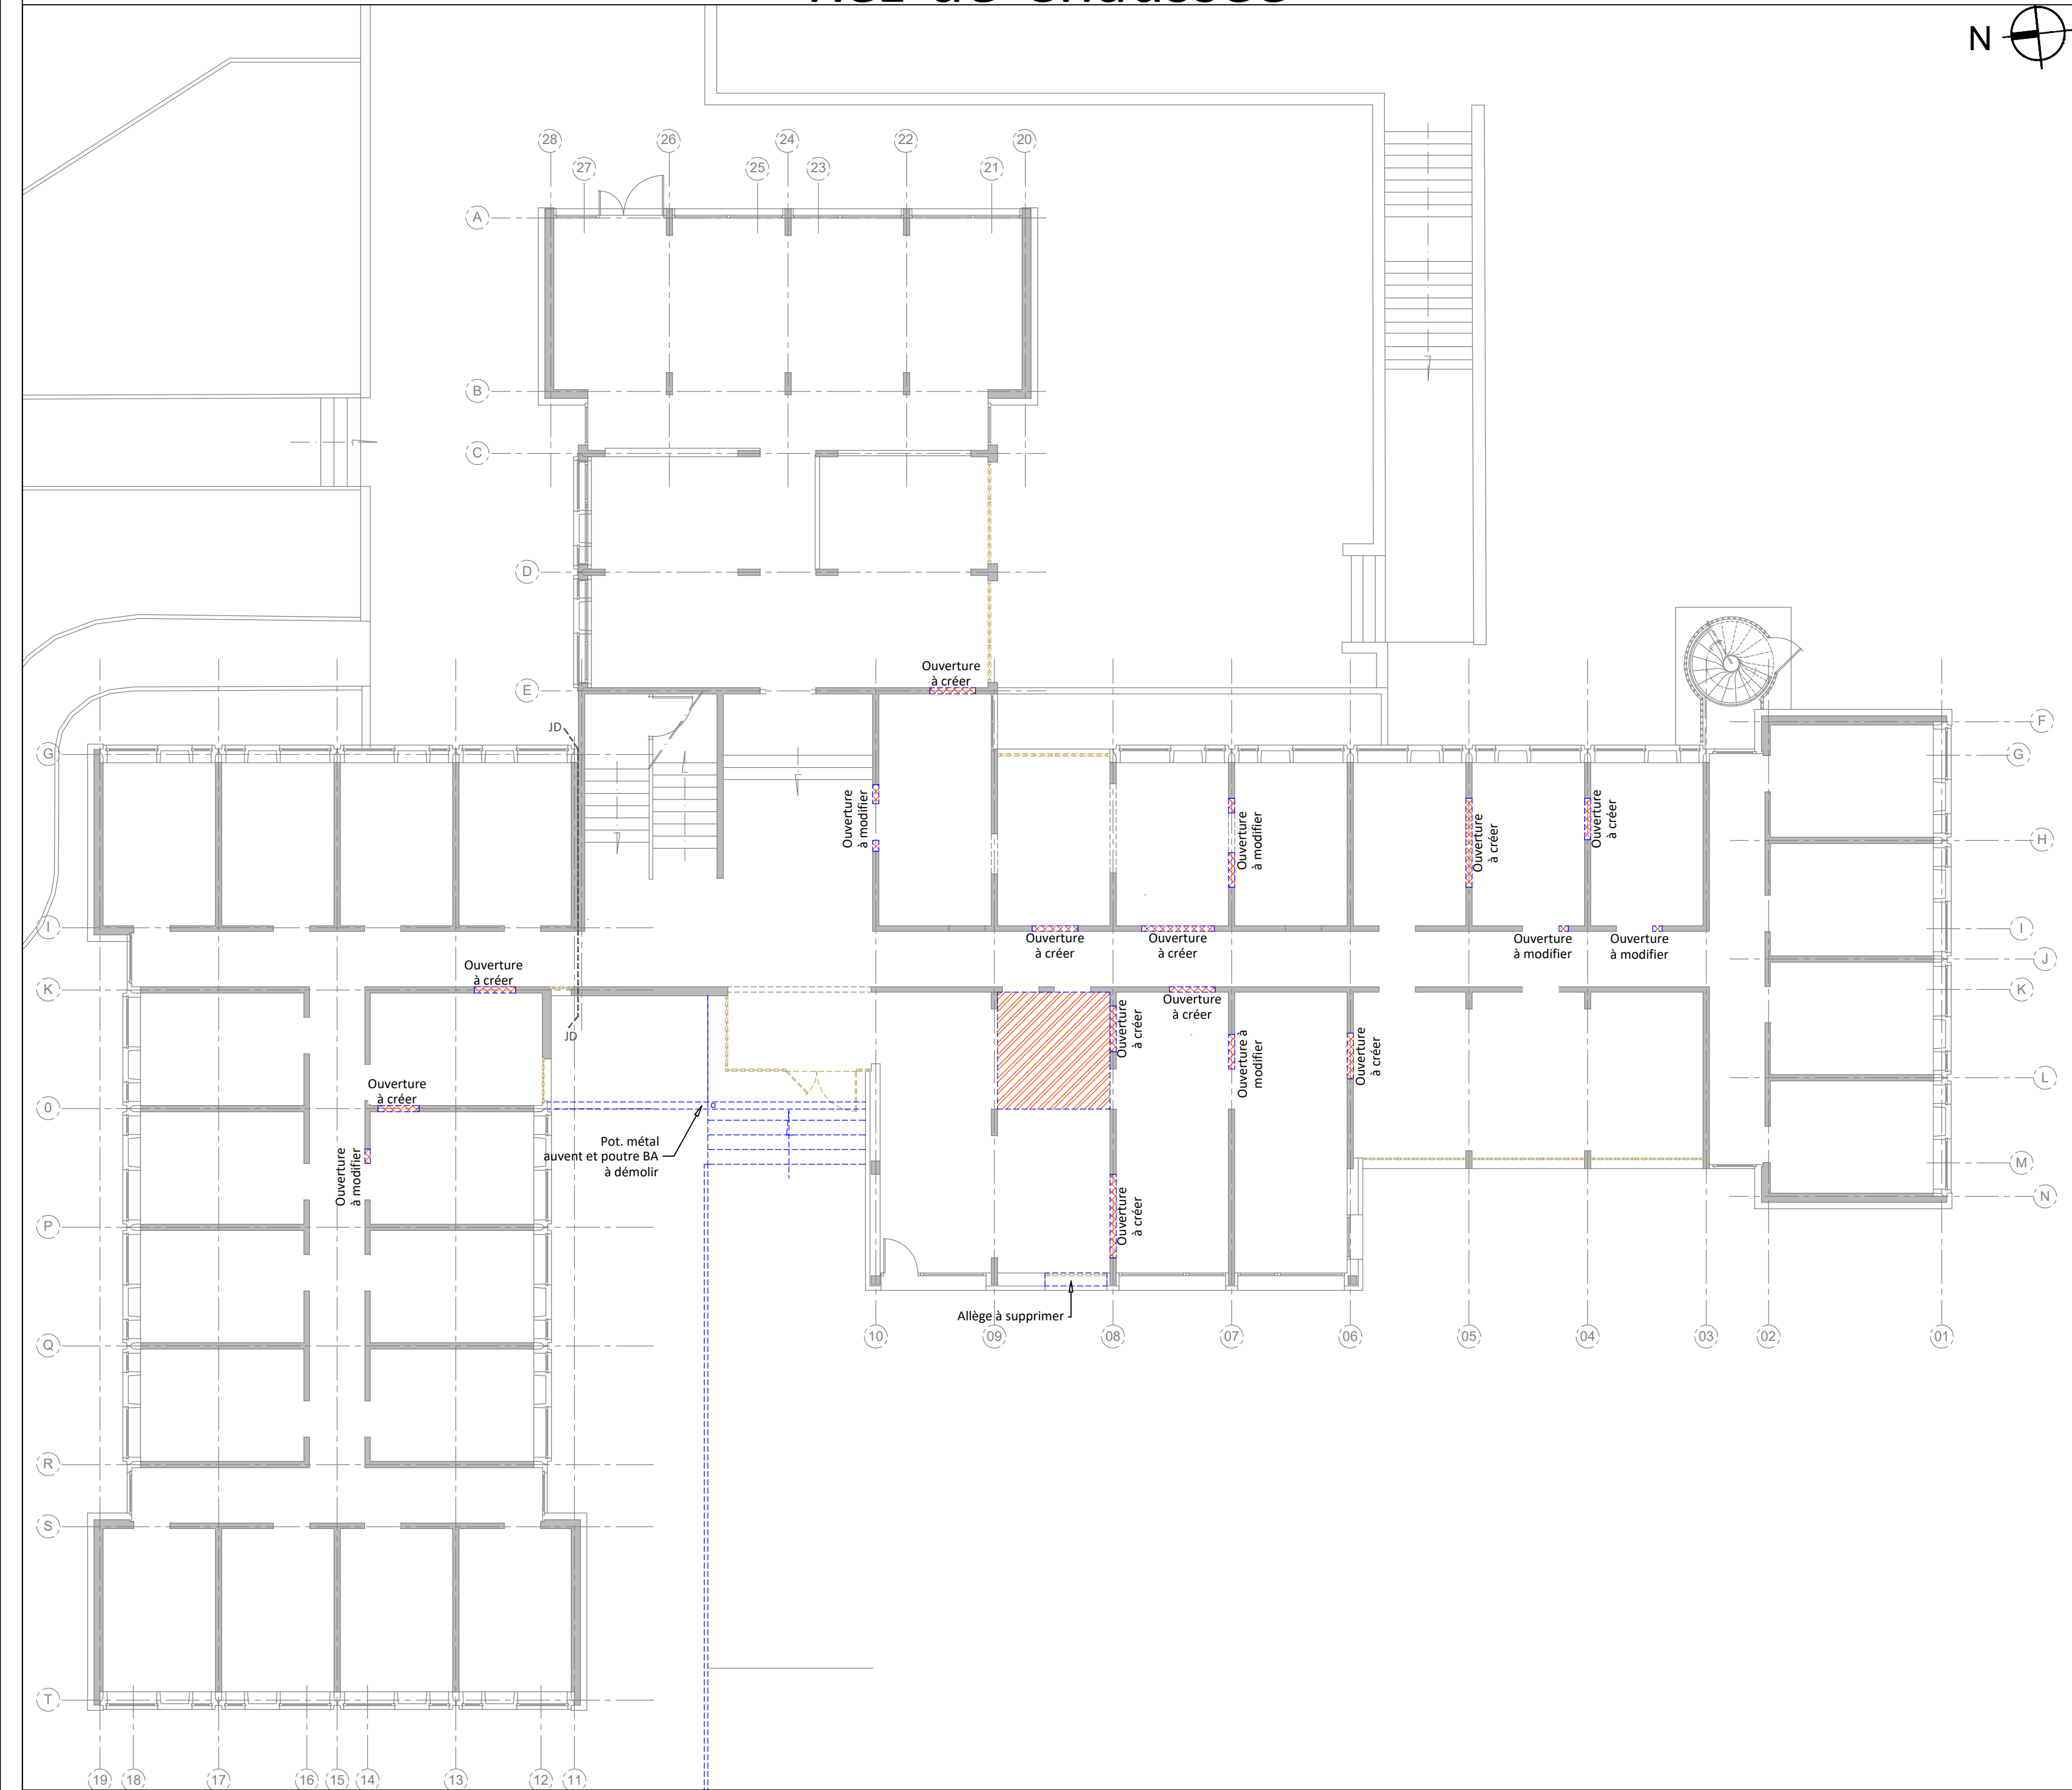 N
28
26
24
22
20
27
25
23
21
A
B
C
D
E
Ouverture
à créer
F
JD
G
G
Ouverture
à modifier
Ouverture
à modifier
Ouverture
à créer
Ouverture
à créer
H
I
I
Ouverture
à créer
Ouverture
à créer
Ouverture
à modifier
Ouverture
à modifier
J
Ouverture
à créer
K
K
Ouverture
à créer
JD
Ouverture
à créer
Ouverture à
modifier
Ouverture
à créer
L
Ouverture
à créer
0
Pot. métal
auvent et poutre BA
à démolir
Ouverture
à modifier
M
N
Ouverture
à créer
P
Allège à supprimer
10
09
08
07
06
05
04
03
02
01
Q
R
S
T
19
18
17
16
15
14
13
12
11